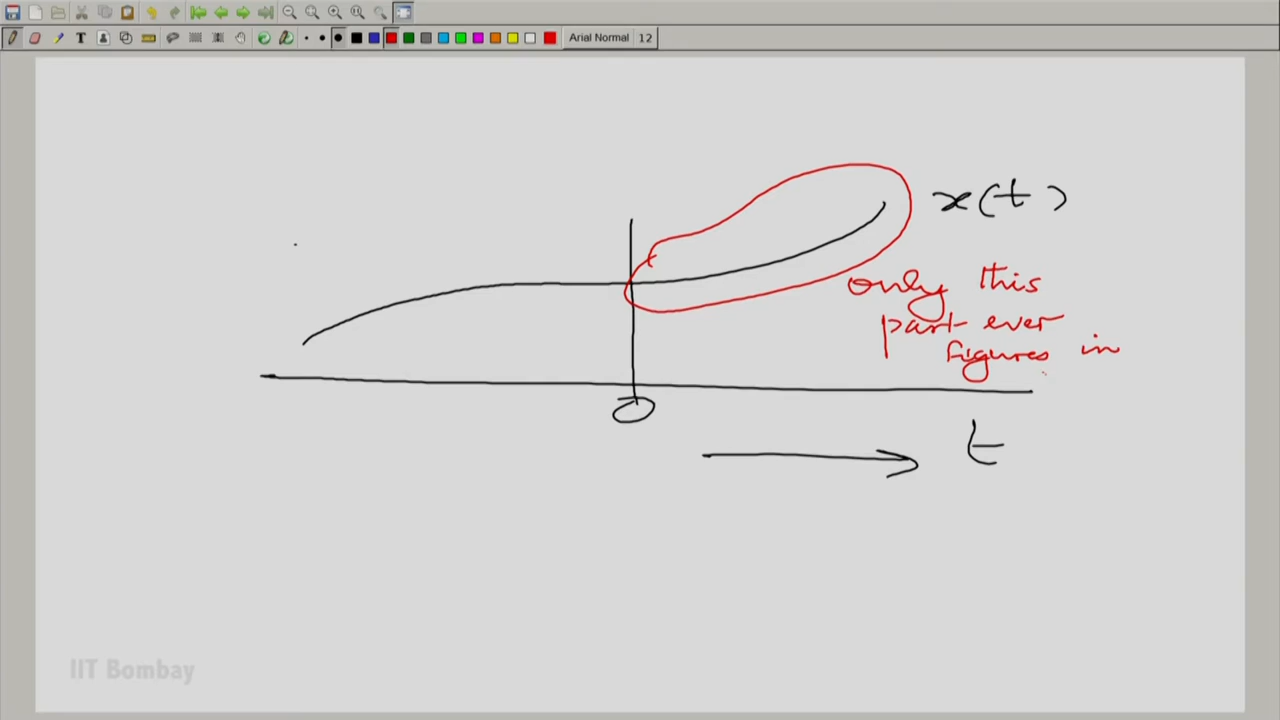 T
Arial Normal 12
x(t)
only this
part ever
figures in
0
t
IIT Bombay